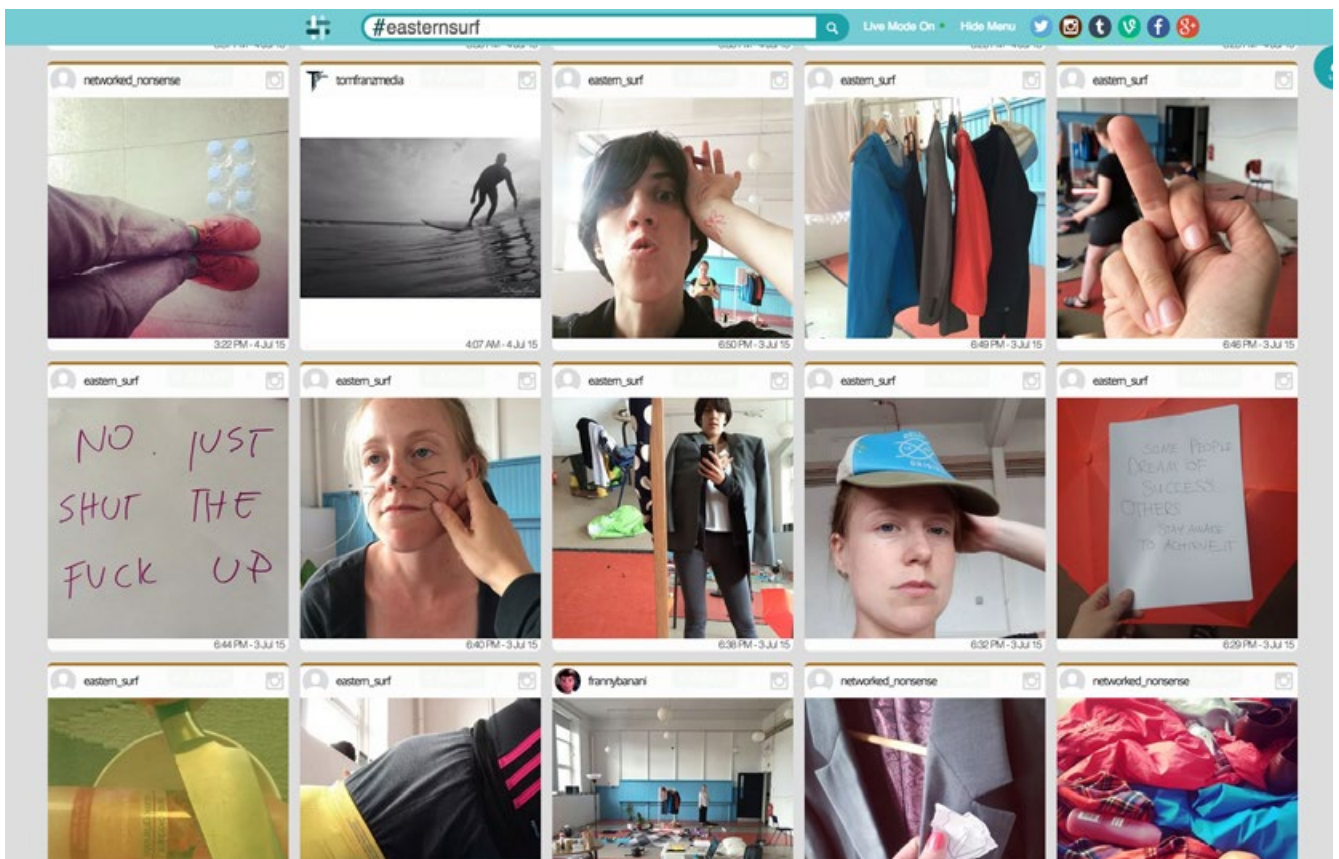 #easternsurf
Live Mode On
Hide Menu
networked_nonsense
tomfranzmedia
eastern_surf
eastern_surf
eastern_surf
3:22 PM - 4 Jul 15
4:07 AM - 4 Jul 15
6:50 PM - 3 Jul 15
6:49 PM - 3 Jul 15
6:46 PM - 3 Jul 15
eastern_surf
eastern_surf
eastern_surf
eastern_surf
eastern_surf
NO. JUST
SHUT THE
FUCK UP
SOME PEOPLE
DREAM OF
SUCCESS
OTHERS
STAY AWAKE
TO ACHIEVE IT
6:44 PM - 3 Jul 15
6:40 PM - 3 Jul 15
6:38 PM - 3 Jul 15
6:32 PM - 3 Jul 15
6:29 PM - 3 Jul 15
eastern_surf
eastern_surf
frannybanani
networked_nonsense
networked_nonsense